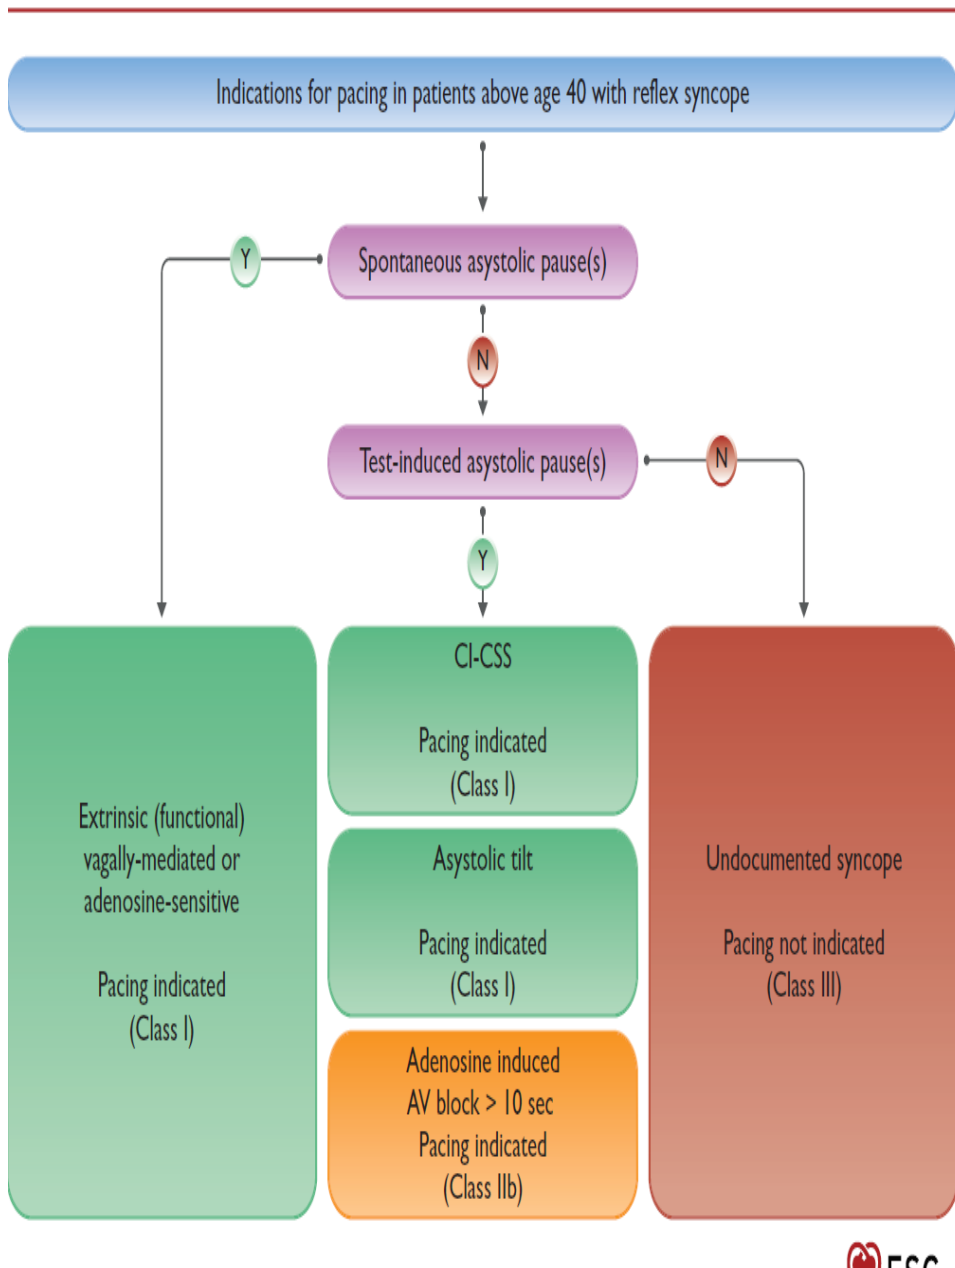 Indications for pacing in patients above age 40 with reflex syncope
Spontaneous asystolic pause(s)
Y
N
Test-induced asystolic pause(s)
N
Y
Extrinsic (functional)
vagally-mediated or
adenosine-sensitive
Pacing indicated
(Class I)
CI-CSS
Pacing indicated
(Class I)
Asystolic tilt
Pacing indicated
(Class I)
Adenosine induced
AV block > 10 sec
Pacing indicated
(Class IIb)
Undocumented syncope
Pacing not indicated
(Class III)
ESC